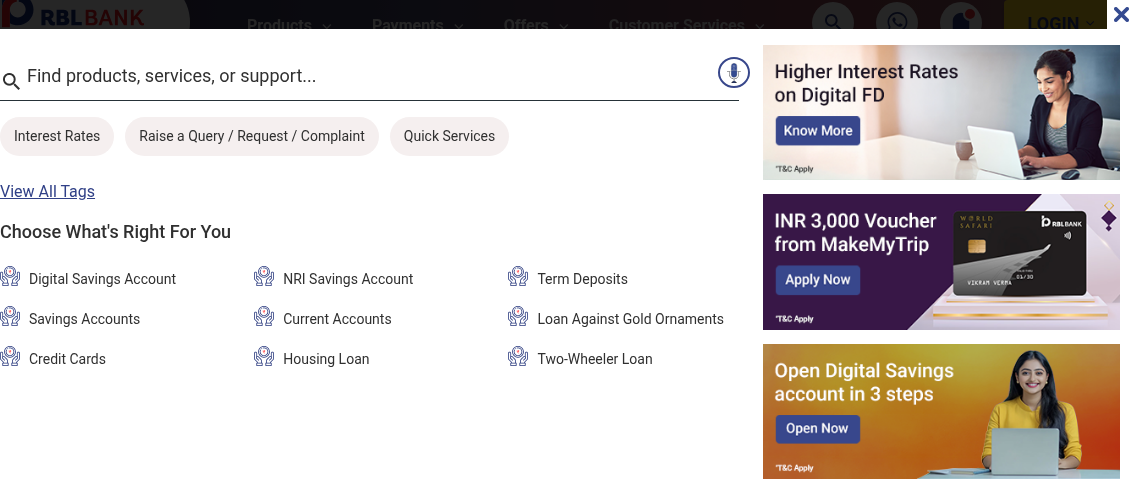 RBLBANK
Products
Payments
Offers
Customer Services
LOGIN
Find products, services, or support...
Interest Rates
Raise a Query / Request / Complaint
Quick Services
View All Tags
Choose What's Right For You
Digital Savings Account
NRI Savings Account
Term Deposits
Savings Accounts
Current Accounts
Loan Against Gold Ornaments
Credit Cards
Housing Loan
Two-Wheeler Loan
Higher Interest Rates
on Digital FD
Know More
*T&C Apply
INR 3,000 Voucher
from MakeMyTrip
Apply Now
*T&C Apply
WORLD
SAFARI
RBLBANK
01/30
VIKRAM VERMA
Open Digital Savings
account in 3 steps
Open Now
*T&C Apply